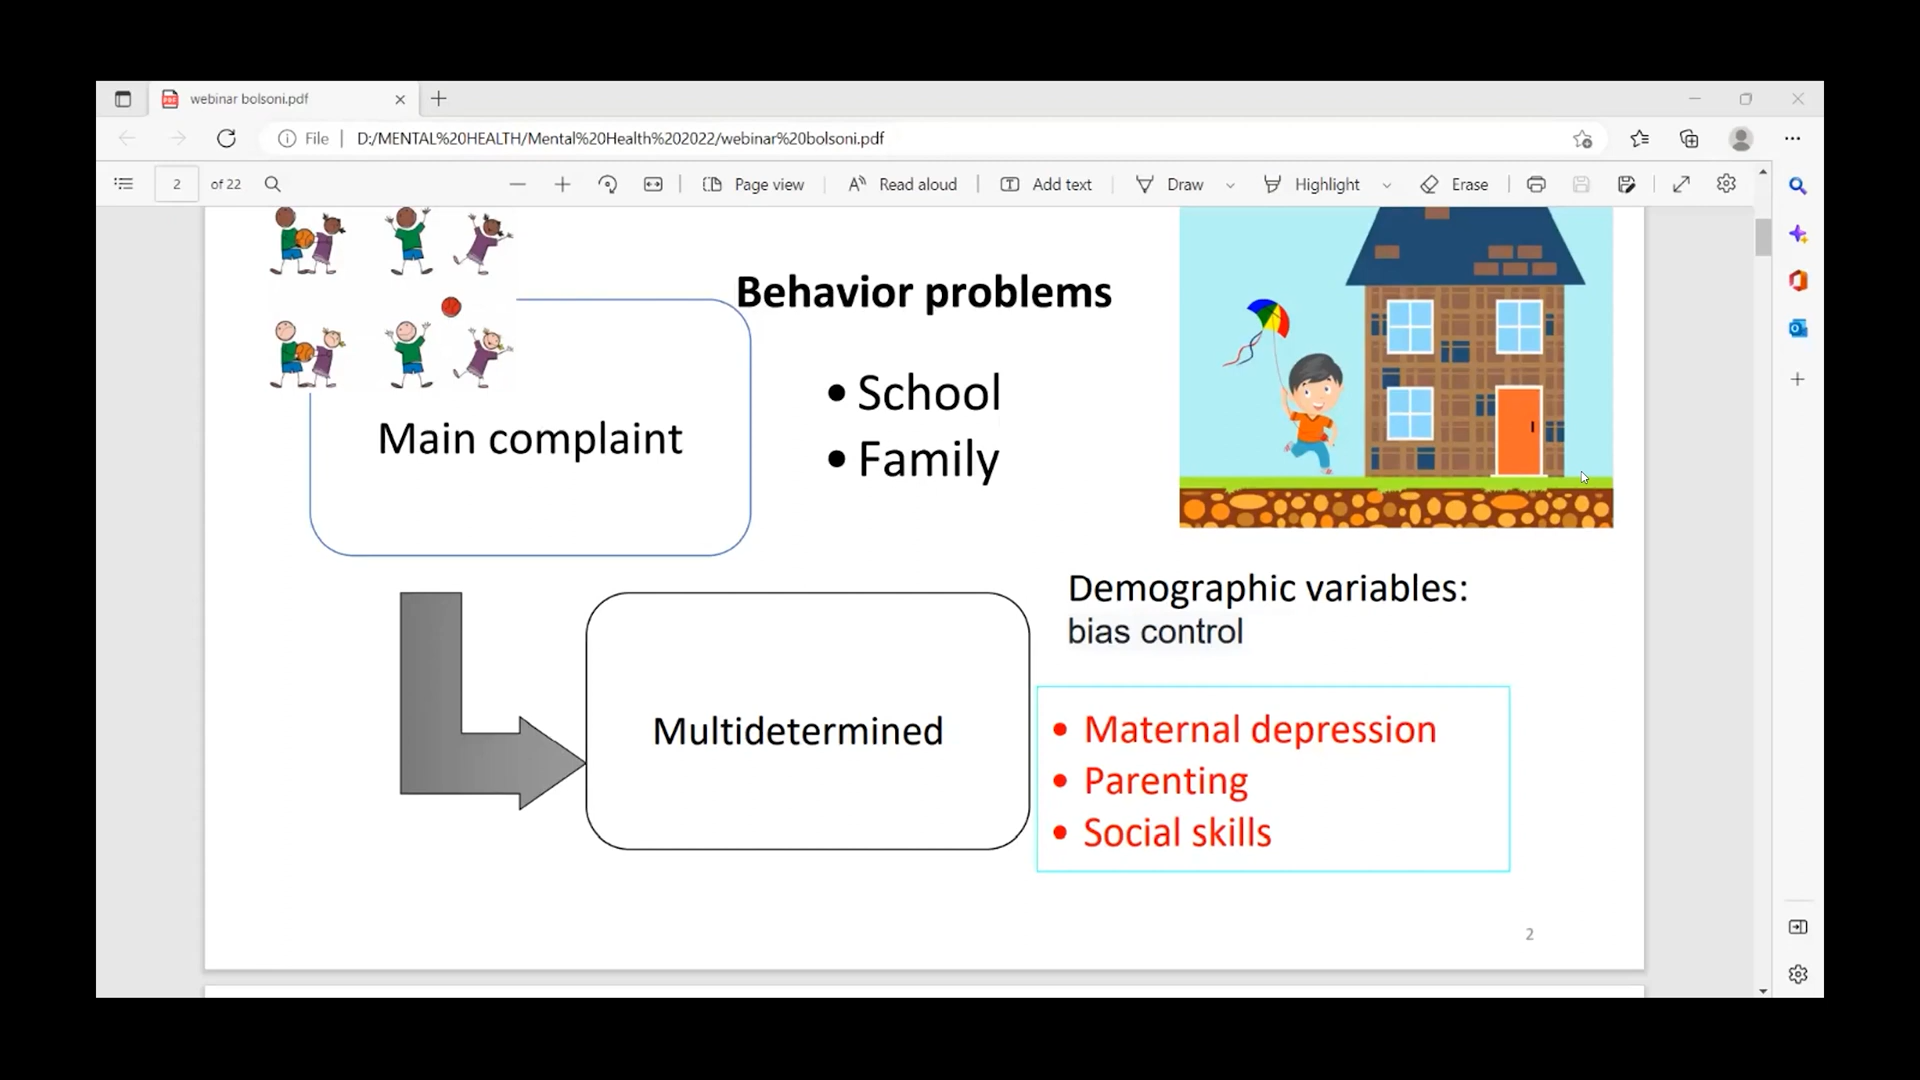 webinar bolsoni.pdf
File
D:/MENTAL%20HEALTH/Mental%20Health%202022/webinar%20bolsoni.pdf
2 of 22
Page view
Read aloud
Add text
Draw
Highlight
Erase
Behavior problems
• School
• Family
Main complaint
Demographic variables:
bias control
Multidetermined
• Maternal depression
• Parenting
• Social skills
2